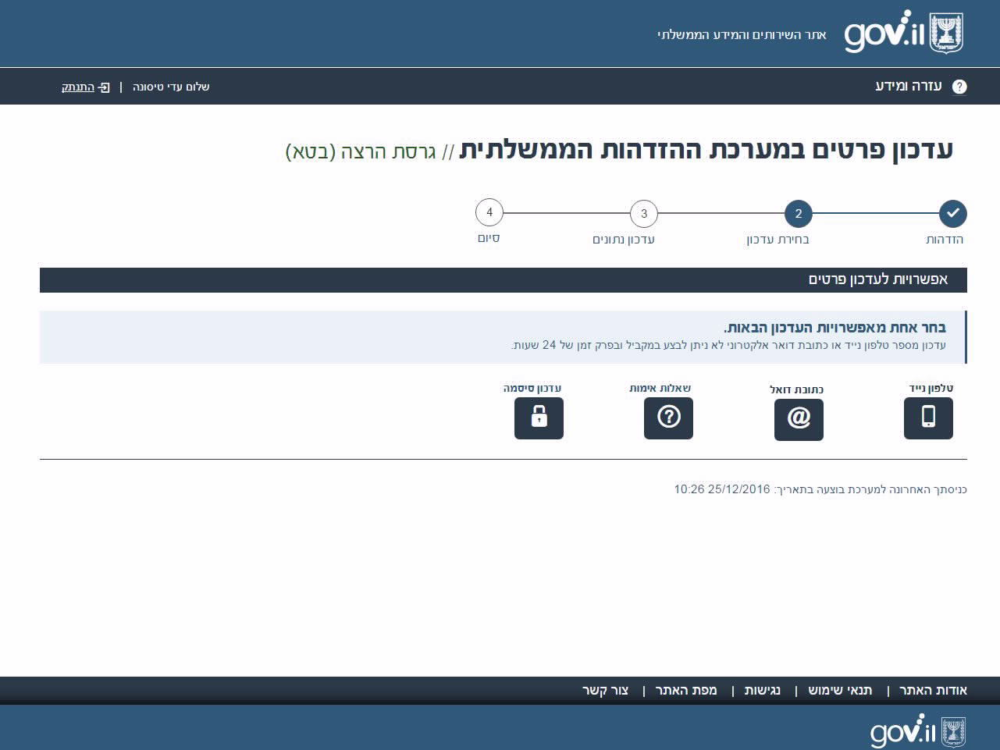 gov.il
ישראל
אתר השירותים והמידע הממשלתי
עזרה ומידע
שלום עדי טיסונה | התנתק
עדכון פרטים במערכת ההזדהות הממשלתית // גרסת הרצה (בטא)
2 3 4
הזדהות בחירת עדכון עדכון נתונים סיום
אפשרויות לעדכון פרטים
בחר אחת מאפשרויות העדכון הבאות.
עדכון מספר טלפון נייד או כתובת דואר אלקטרוני לא ניתן לבצע במקביל ובפרק זמן של 24 שעות.
טלפון נייד כתובת דואל שאלות אימות עדכון סיסמה
@ ?
כניסתך האחרונה למערכת בוצעה בתאריך: 25/12/2016 10:26
אודות האתר | תנאי שימוש | נגישות | מפת האתר | צור קשר
gov.il